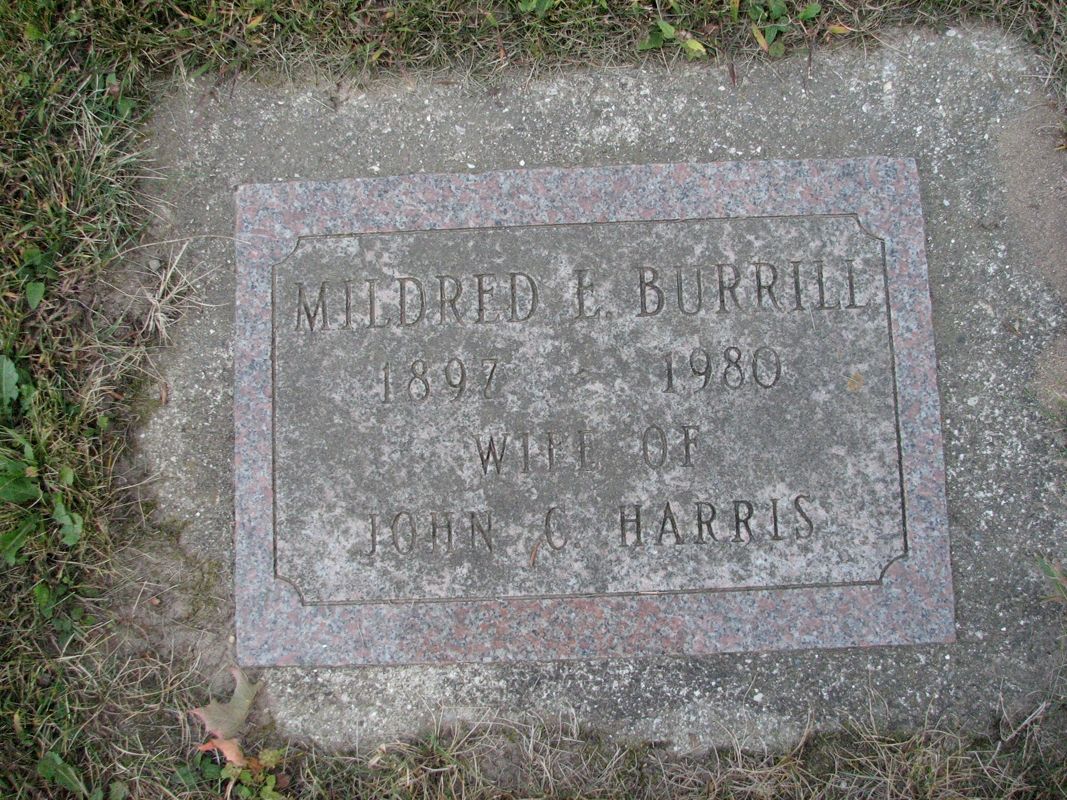 MILDRED E. BURRILL
1897 - 1980
WIFE OF
JOHN C. HARRIS